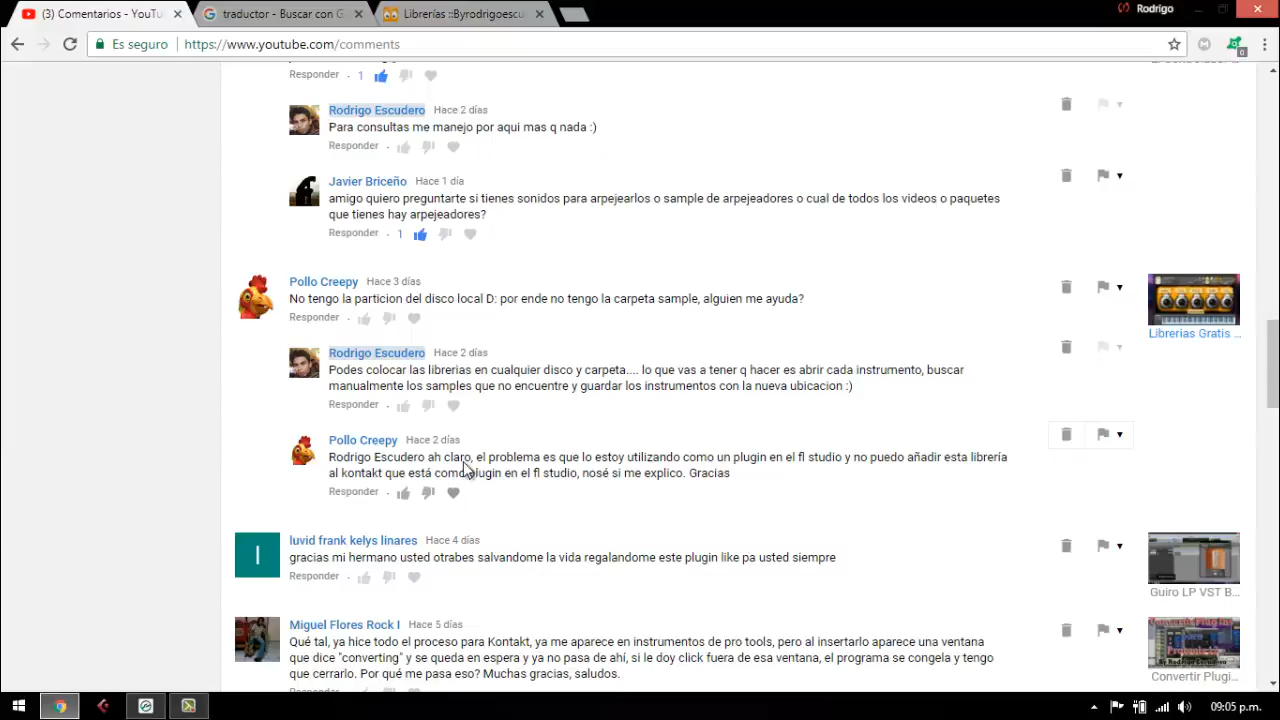 Rodrigo
(3) Comentarios - YouTu
traductor - Buscar con G
Librerías ::Byrodrigoescu
Es seguro
https://www.youtube.com/comments
0
Responder · 1
Rodrigo Escudero Hace 2 días
Para consultas me manejo por aqui mas q nada :)
Responder ·
Javier Briceño Hace 1 día
amigo quiero preguntarte si tienes sonidos para arpejearlos o sample de arpejeadores o cual de todos los videos o paquetes
que tienes hay arpejeadores?
Responder · 1
Pollo Creepy Hace 3 días
No tengo la particion del disco local D: por ende no tengo la carpeta sample, alguien me ayuda?
Responder ·
Librerias Gratis ...
Rodrigo Escudero Hace 2 días
Podes colocar las librerias en cualquier disco y carpeta.... lo que vas a tener q hacer es abrir cada instrumento, buscar
manualmente los samples que no encuentre y guardar los instrumentos con la nueva ubicacion :)
Responder ·
Pollo Creepy Hace 2 días
Rodrigo Escudero ah claro, el problema es que lo estoy utilizando como un plugin en el fl studio y no puedo añadir esta librería
al kontakt que está como plugin en el fl studio, nosé si me explico. Gracias
Responder ·
luvid frank kelys linares Hace 4 días
gracias mi hermano usted otrabes salvandome la vida regalandome este plugin like pa usted siempre
Responder ·
I
Guiro LP VST B...
Miguel Flores Rock I Hace 5 días
Qué tal, ya hice todo el proceso para Kontakt, ya me aparece en instrumentos de pro tools, pero al insertarlo aparece una ventana
que dice "converting" y se queda en espera y ya no pasa de ahí, si le doy click fuera de esa ventana, el programa se congela y tengo
que cerrarlo. Por qué me pasa eso? Muchas gracias, saludos.
Convertir Plugi...
09:05 p.m.